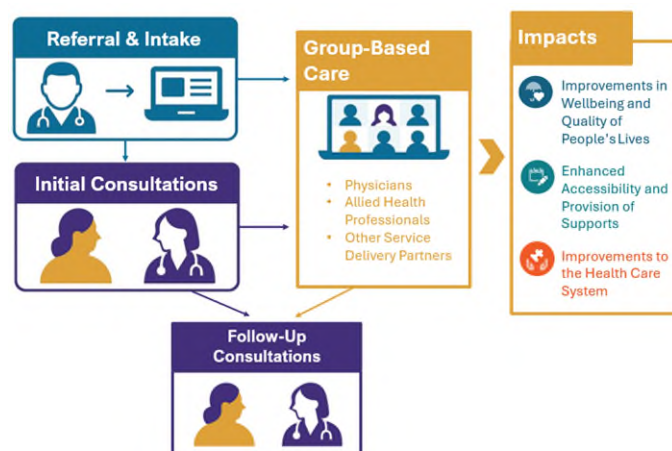 Referral & Intake
Initial Consultations
Group-Based
Care
• Physicians
• Allied Health
Professionals
• Other Service
Delivery Partners
Follow-Up
Consultations
Impacts
Improvements in
Wellbeing and
Quality of
People's Lives
Enhanced
Accessibility and
Provision of
Supports
Improvements to
the Health Care
System